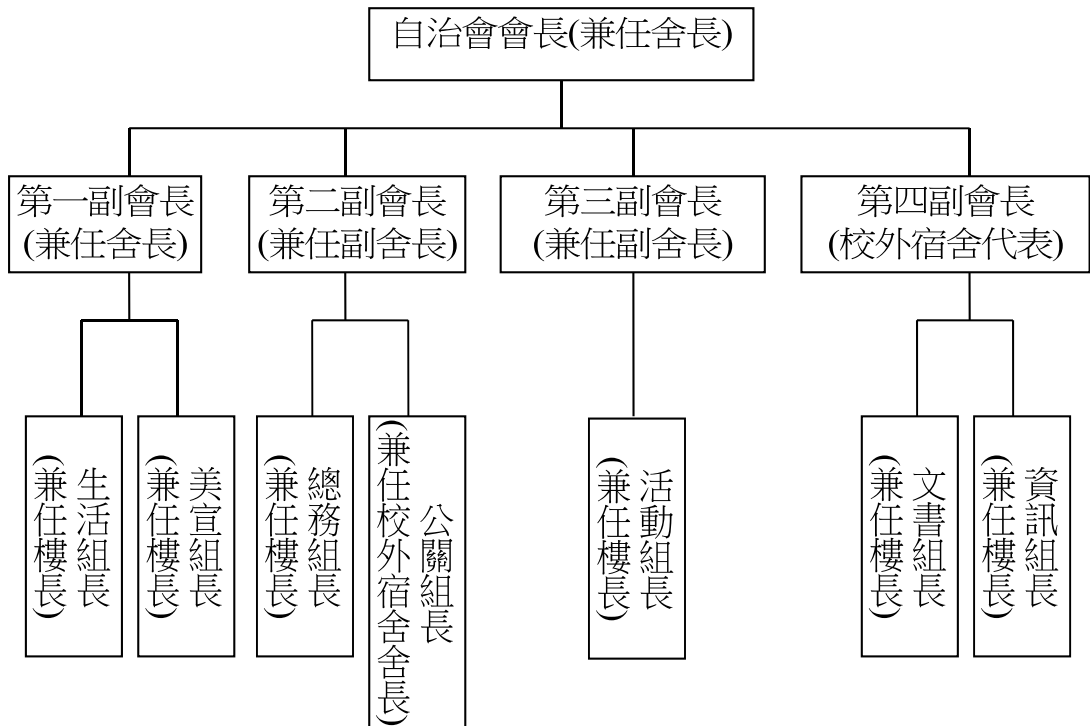 自治會會長(兼任舍長)
第一副會長
(兼任舍長)
第二副會長
(兼任副舍長)
第三副會長
(兼任副舍長)
第四副會長
(校外宿舍代表)
生活組長
(兼任樓長)
美宣組長
(兼任樓長)
總務組長
(兼任樓長)
公關組長
(兼任校外宿舍舍長)
活動組長
(兼任樓長)
文書組長
(兼任樓長)
資訊組長
(兼任樓長)